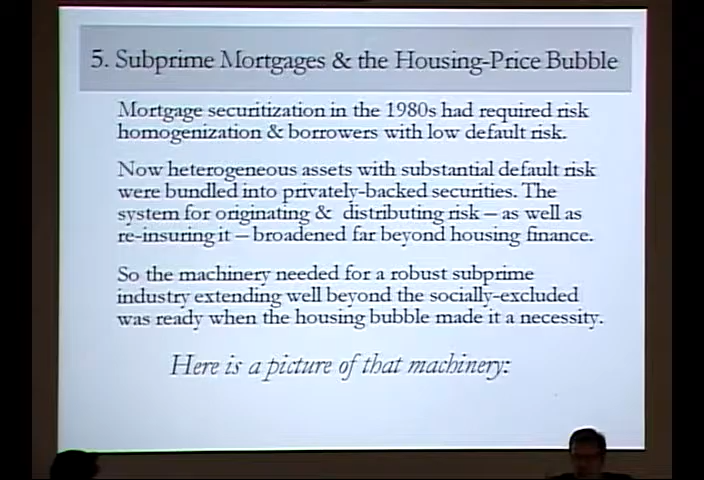 5. Subprime Mortgages & the Housing-Price Bubble
Mortgage securitization in the 1980s had required risk
homogenization & borrowers with low default risk.
Now heterogeneous assets with substantial default risk
were bundled into privately-backed securities. The
system for originating & distributing risk – as well as
re-insuring it – broadened far beyond housing finance.
So the machinery needed for a robust subprime
industry extending well beyond the socially-excluded
was ready when the housing bubble made it a necessity.
Here is a picture of that machinery: